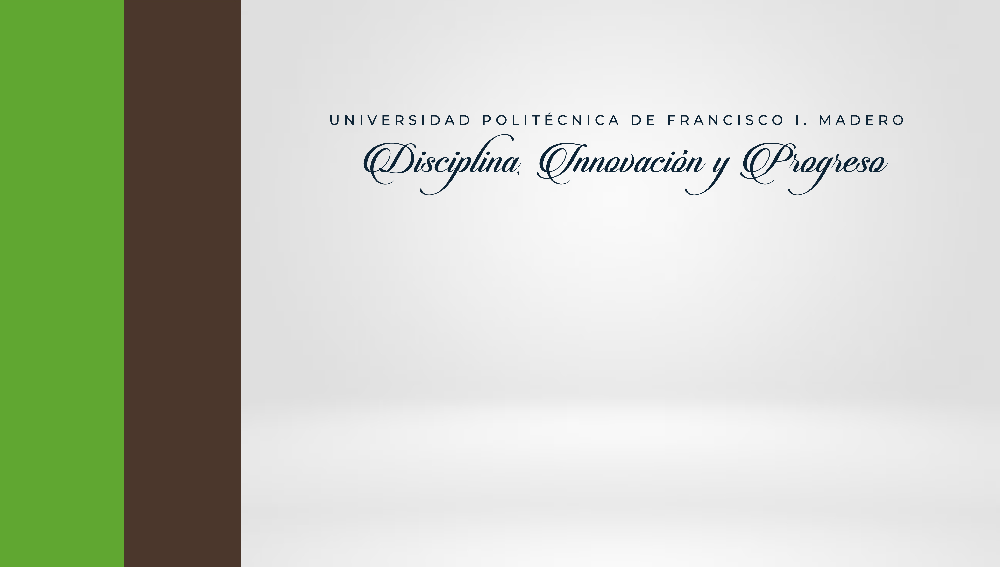 UNIVERSIDAD POLITÉCNICA DE FRANCISCO I. MADERO
Disciplina, Innovación y Progreso